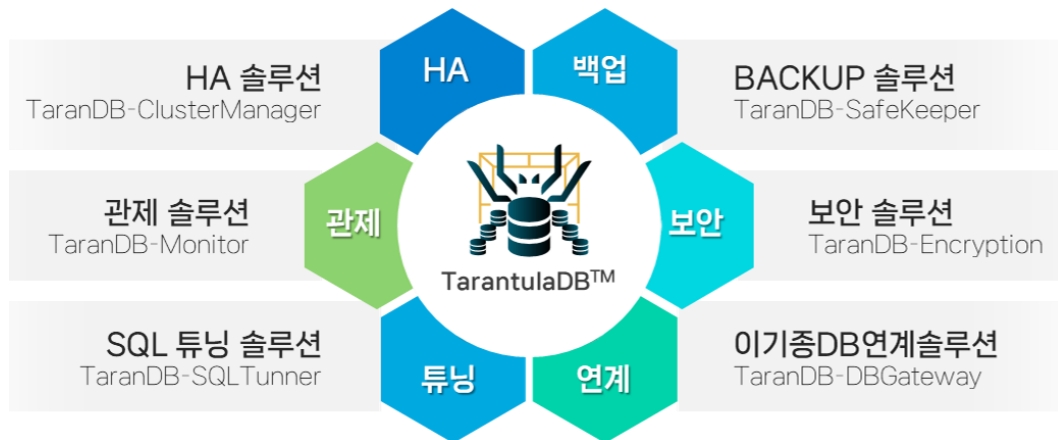 HA 솔루션
TaranDB-ClusterManager
HA
백업
BACKUP 솔루션
TaranDB-SafeKeeper
관제 솔루션
TaranDB-Monitor
관제
TarantulaDB™
보안
보안 솔루션
TaranDB-Encryption
SQL 튜닝 솔루션
TaranDB-SQLTunner
튜닝
연계
이기종DB연계솔루션
TaranDB-DBGateway